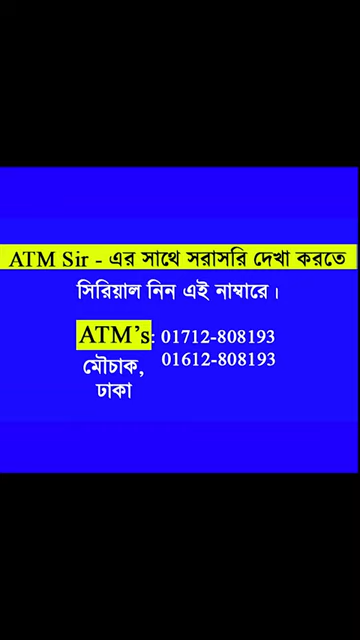 ATM Sir - এর সাথে সরাসরি দেখা করতে
সিরিয়াল নিন এই নাম্বারে।
ATM's: 01712-808193
01612-808193
মৌচাক,
ঢাকা